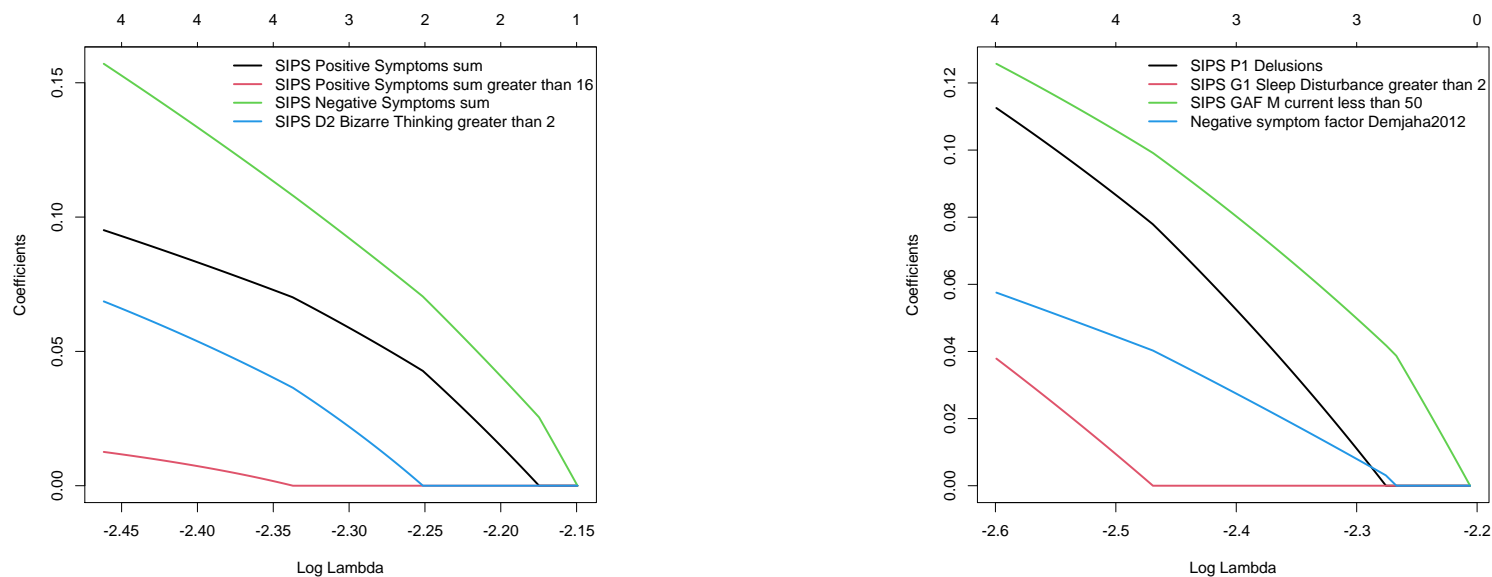 4 4 4 3 2 2 1
SIPS Positive Symptoms sum
SIPS Positive Symptoms sum greater than 16
SIPS Negative Symptoms sum
SIPS D2 Bizarre Thinking greater than 2
0.15
0.10
0.05
0.00
Coefficients
-2.45 -2.40 -2.35 -2.30 -2.25 -2.20 -2.15
Log Lambda
4 4 3 3 0
SIPS P1 Delusions
SIPS G1 Sleep Disturbance greater than 2
SIPS GAF M current less than 50
Negative symptom factor Demjaha2012
0.12
0.10
0.08
0.06
0.04
0.02
0.00
Coefficients
-2.6 -2.5 -2.4 -2.3 -2.2
Log Lambda